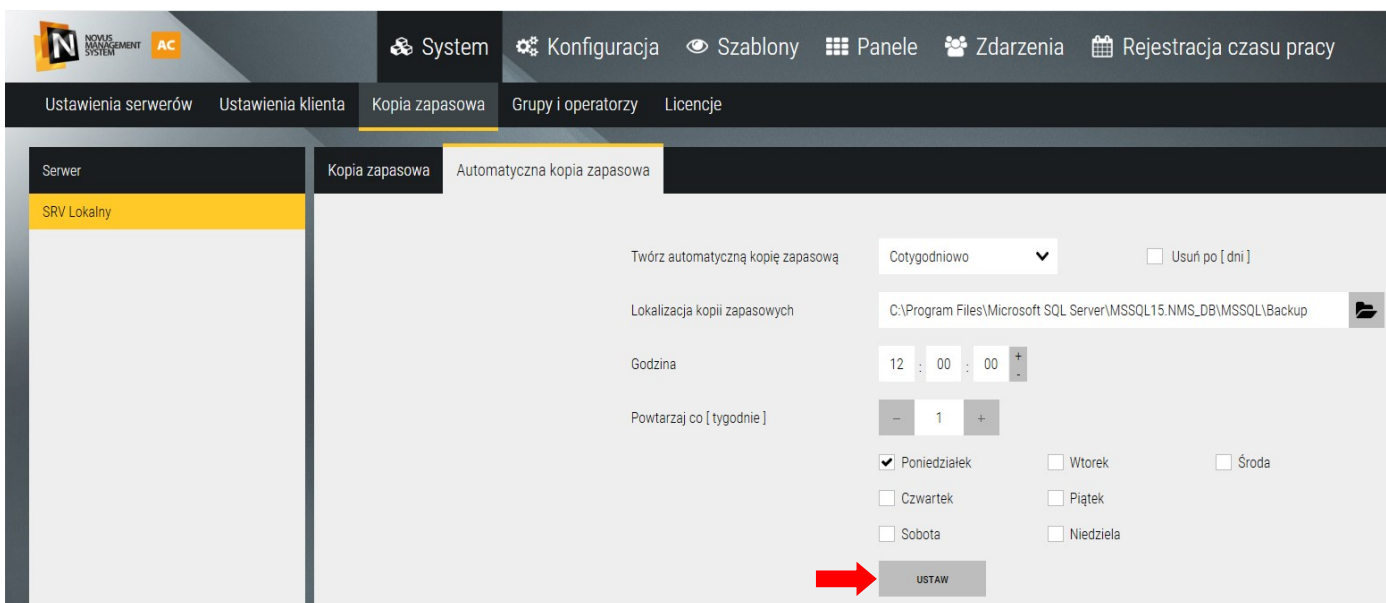 NOVUS
MANAGEMENT
SYSTEM
AC
System Konfiguracja Szablony Panele Zdarzenia Rejestracja czasu pracy
Ustawienia serwerów Ustawienia klienta Kopia zapasowa Grupy i operatorzy Licencje
Serwer
SRV Lokalny
Kopia zapasowa Automatyczna kopia zapasowa
Twórz automatyczną kopię zapasową Cotygodniowo Usuń po [ dni ]
Lokalizacja kopii zapasowych C:\Program Files\Microsoft SQL Server\MSSQL15.NMS_DB\MSSQL\Backup
Godzina 12 : 00 : 00 + -
Powtarzaj co [ tygodnie ] – 1 +
Poniedziałek Wtorek Środa
Czwartek Piątek
Sobota Niedziela
USTAW